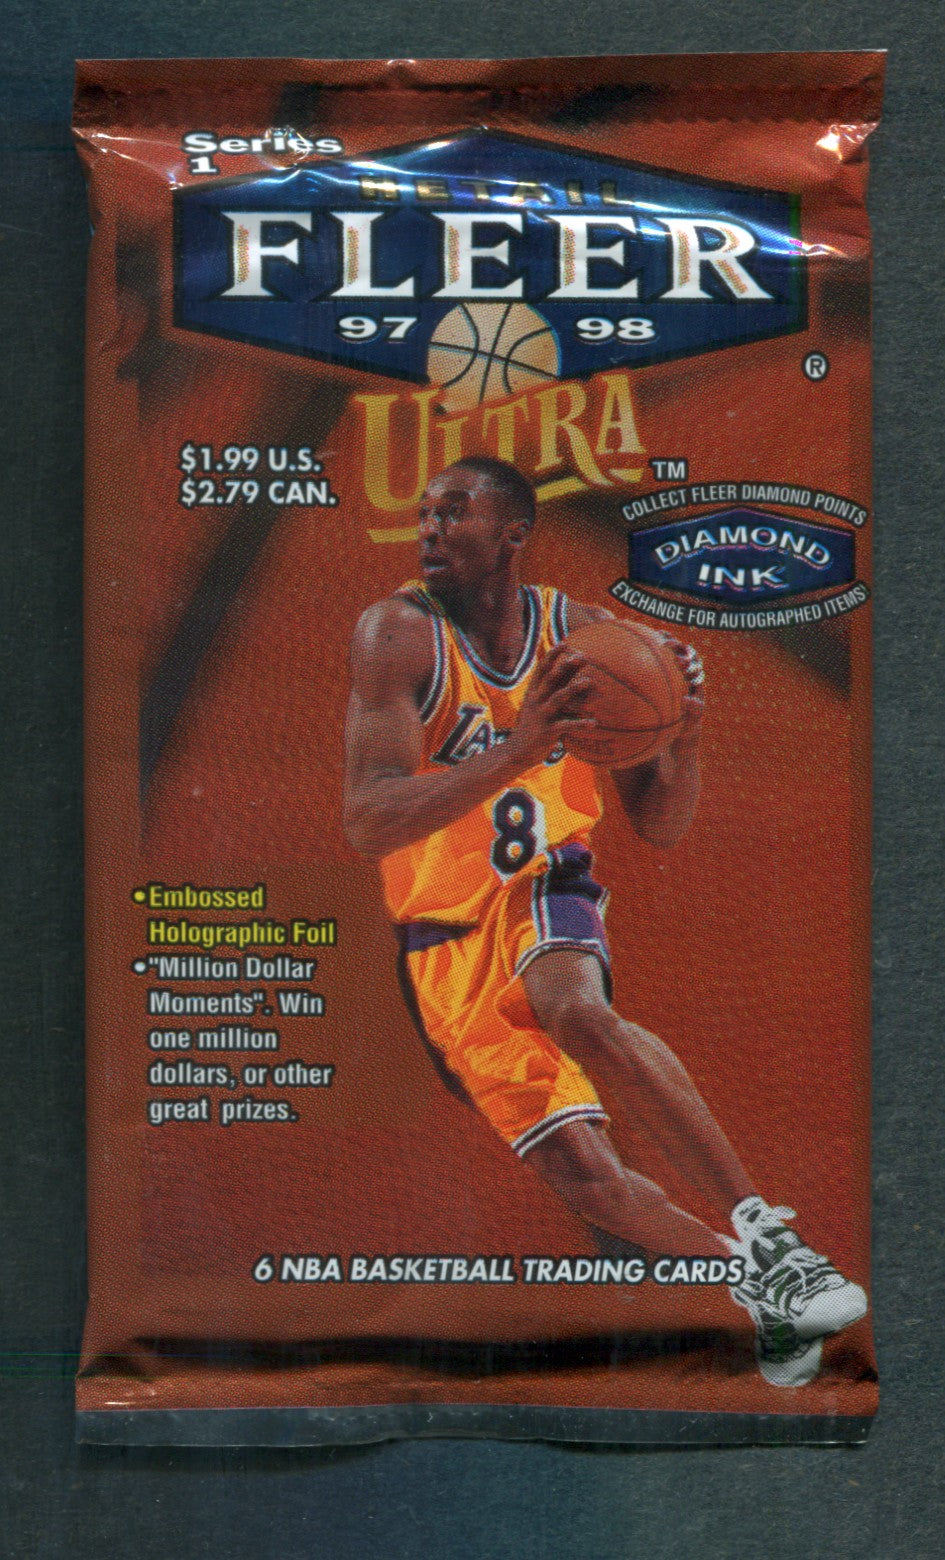 Series
1
RETAIL
FLEER
97 98
®
ULTRA
TM
$1.99 U.S.
$2.79 CAN.
COLLECT FLEER DIAMOND POINTS
DIAMOND
INK
EXCHANGE FOR AUTOGRAPHED ITEMS
8
•Embossed
Holographic Foil
•"Million Dollar
Moments". Win
one million
dollars, or other
great prizes.
6 NBA BASKETBALL TRADING CARDS